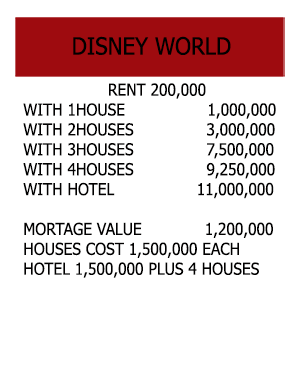 DISNEY WORLD
RENT 200,000
WITH 1HOUSE 1,000,000
WITH 2HOUSES 3,000,000
WITH 3HOUSES 7,500,000
WITH 4HOUSES 9,250,000
WITH HOTEL 11,000,000
MORTAGE VALUE 1,200,000
HOUSES COST 1,500,000 EACH
HOTEL 1,500,000 PLUS 4 HOUSES